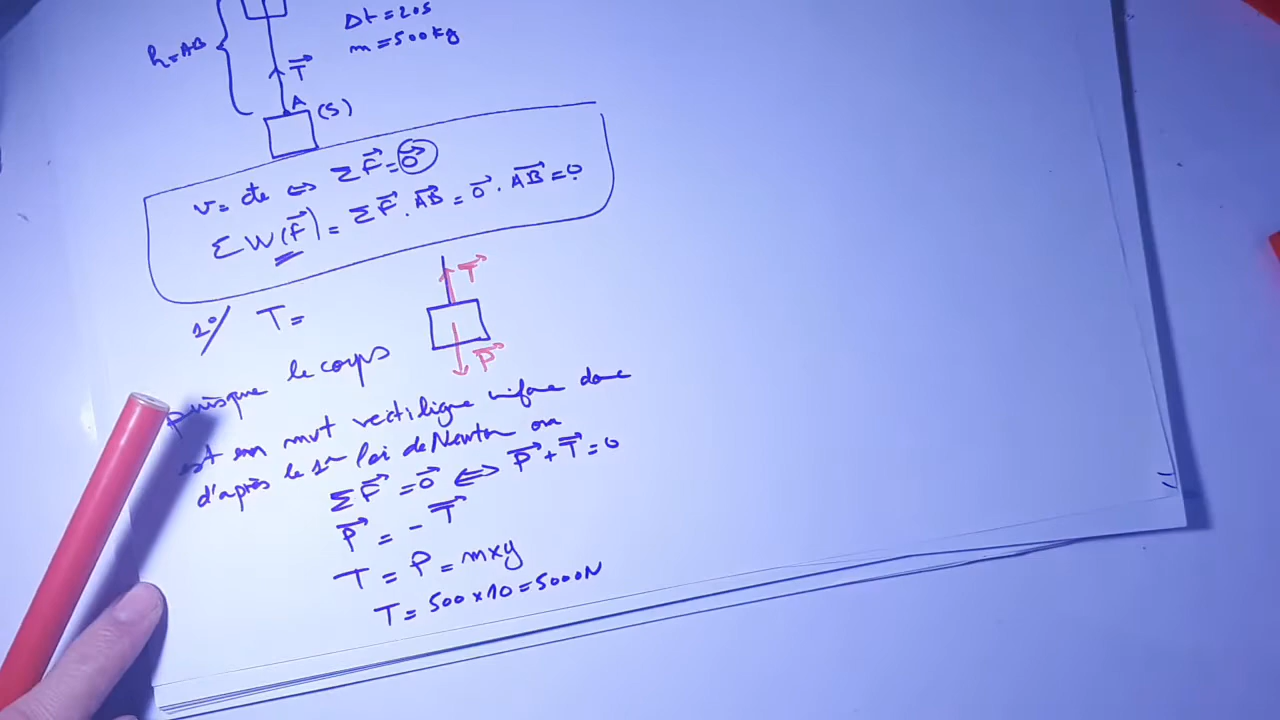 Δt = 20s
m = 500 kg
h = AB
T⃗
A
(S)
v = cte ⇔ ΣF⃗ = 0⃗
ΣW(F⃗) = ΣF⃗ . AB⃗ = 0⃗ . AB⃗ = 0
T⃗
1°/ T =
P⃗
puisque le corps
est en mvt rectiligne uniforme donc
d'après le 1er loi de Newton on a
ΣF⃗ = 0⃗ ⇔ P⃗ + T⃗ = 0
P⃗ = - T⃗
T = P = m×g
T = 500 × 10 = 5000N